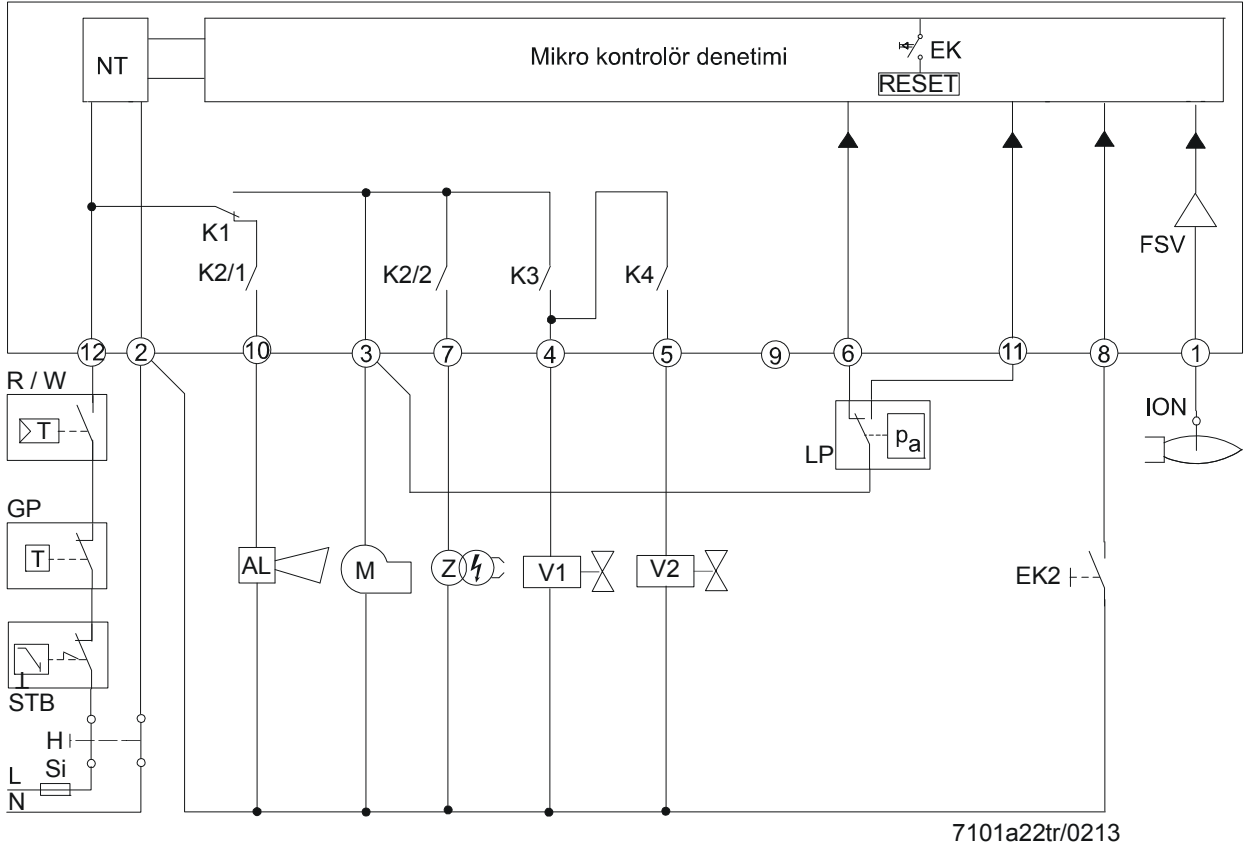 NT
Mikro kontrolör denetimi
EK
RESET
FSV
K1
K2/1
K2/2
K3
K4
12
2
10
3
7
4
5
9
6
11
8
1
R / W
T
ION
LP
pa
GP
T
AL
M
Z
V1
V2
EK2
STB
H
Si
L
N
7101a22tr/0213